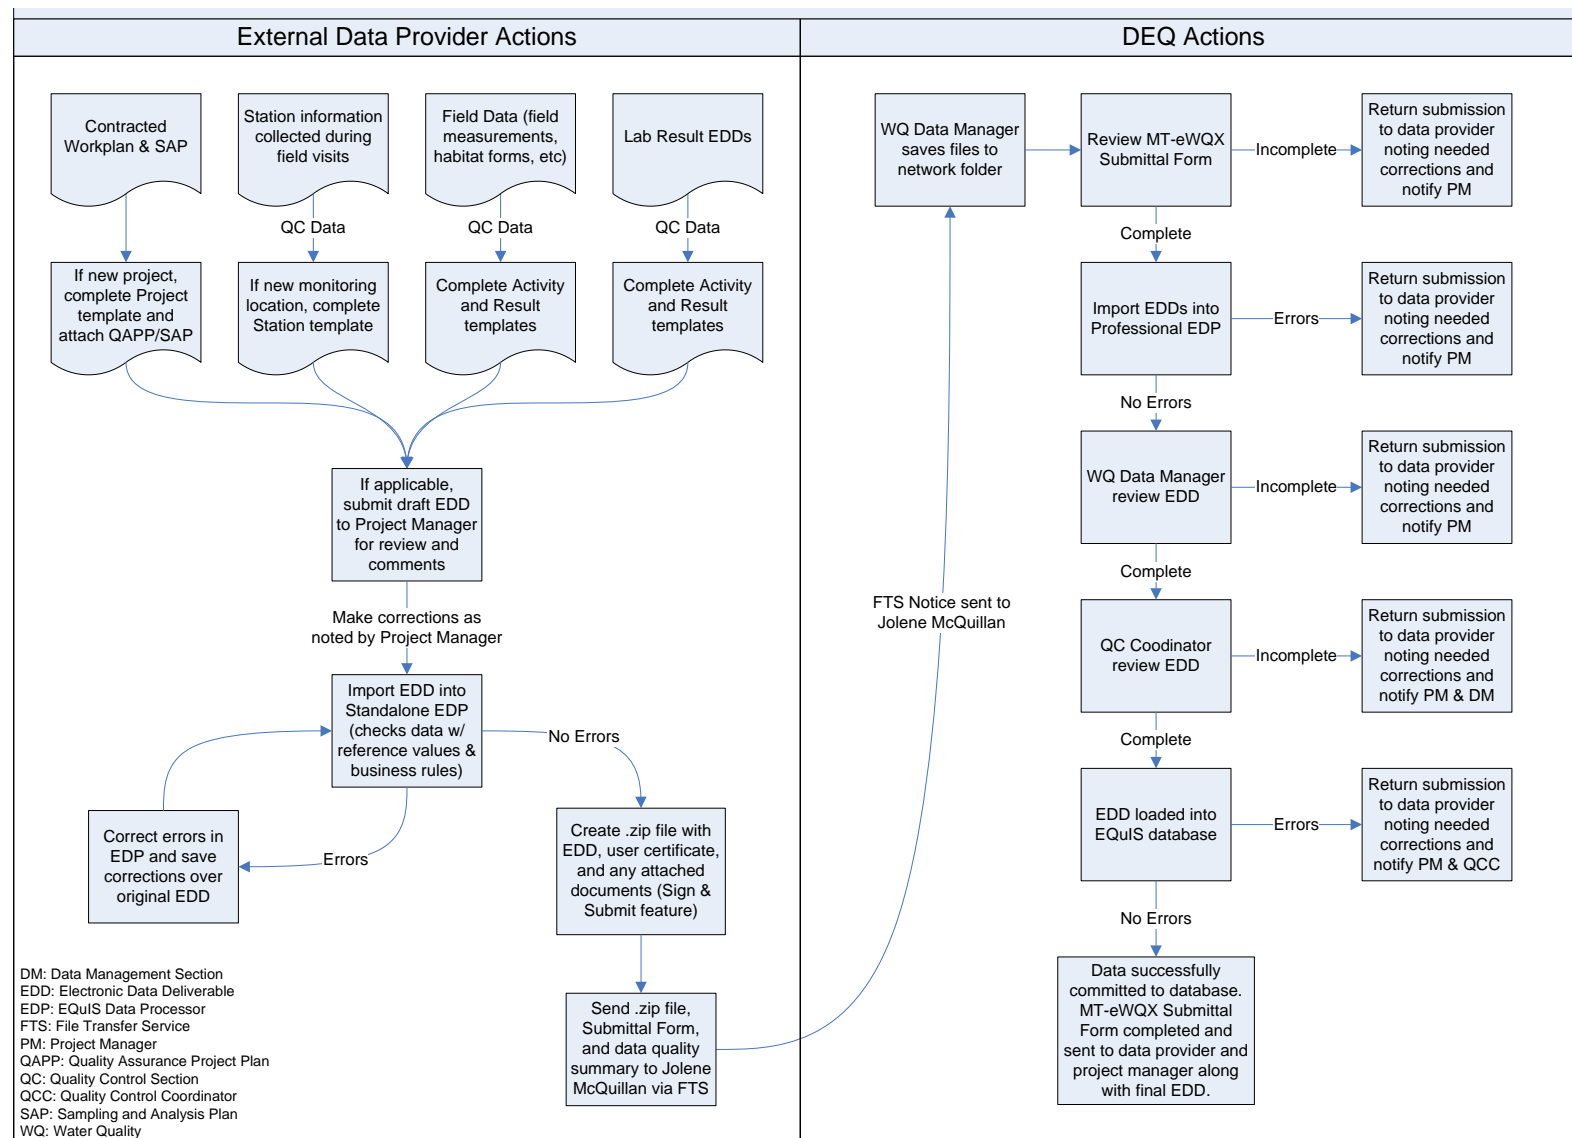 External Data Provider Actions
DEQ Actions
Contracted
Workplan & SAP
Station information
collected during
field visits
Field Data (field
measurements,
habitat forms, etc)
Lab Result EDDs
QC Data
QC Data
QC Data
If new project,
complete Project
template and
attach QAPP/SAP
If new monitoring
location, complete
Station template
Complete Activity
and Result
templates
Complete Activity
and Result
templates
If applicable,
submit draft EDD
to Project Manager
for review and
comments
Make corrections as
noted by Project Manager
Import EDD into
Standalone EDP
(checks data w/
reference values &
business rules)
No Errors
Errors
Correct errors in
EDP and save
corrections over
original EDD
Create .zip file with
EDD, user certificate,
and any attached
documents (Sign &
Submit feature)
Send .zip file,
Submittal Form,
and data quality
summary to Jolene
McQuillan via FTS
DM: Data Management Section
EDD: Electronic Data Deliverable
EDP: EQuIS Data Processor
FTS: File Transfer Service
PM: Project Manager
QAPP: Quality Assurance Project Plan
QC: Quality Control Section
QCC: Quality Control Coordinator
SAP: Sampling and Analysis Plan
WQ: Water Quality
FTS Notice sent to
Jolene McQuillan
WQ Data Manager
saves files to
network folder
Review MT-eWQX
Submittal Form
Incomplete
Return submission
to data provider
noting needed
corrections and
notify PM
Complete
Import EDDs into
Professional EDP
Errors
Return submission
to data provider
noting needed
corrections and
notify PM
No Errors
WQ Data Manager
review EDD
Incomplete
Return submission
to data provider
noting needed
corrections and
notify PM
Complete
QC Coodinator
review EDD
Incomplete
Return submission
to data provider
noting needed
corrections and
notify PM & DM
Complete
EDD loaded into
EQuIS database
Errors
Return submission
to data provider
noting needed
corrections and
notify PM & QCC
No Errors
Data successfully
committed to database.
MT-eWQX Submittal
Form completed and
sent to data provider and
project manager along
with final EDD.